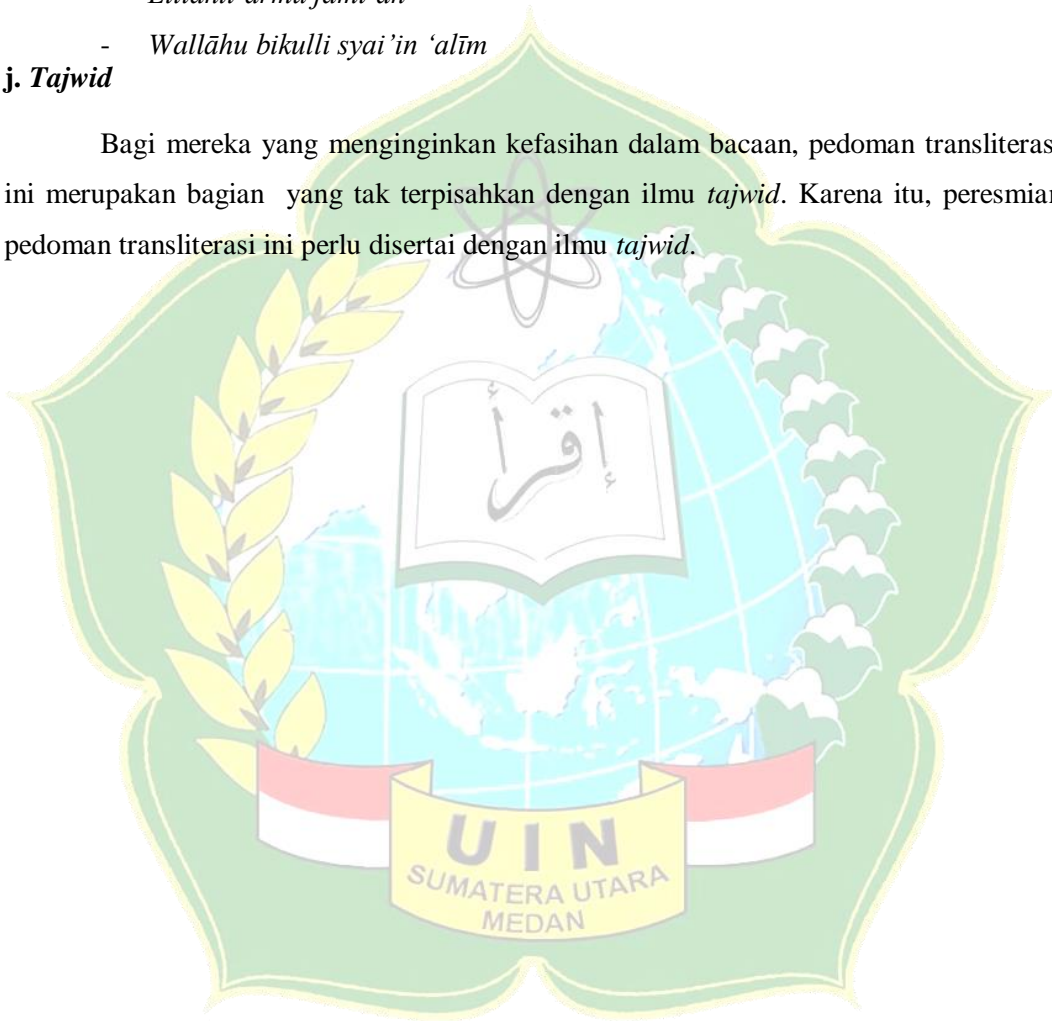 - Wallāhu bikulli syai’in ‘alīm
j. Tajwid
Bagi mereka yang menginginkan kefasihan dalam bacaan, pedoman transliteras
ini merupakan bagian yang tak terpisahkan dengan ilmu tajwid. Karena itu, peresmian
pedoman transliterasi ini perlu disertai dengan ilmu tajwid.
إقرأ
UIN
SUMATERA UTARA
MEDAN